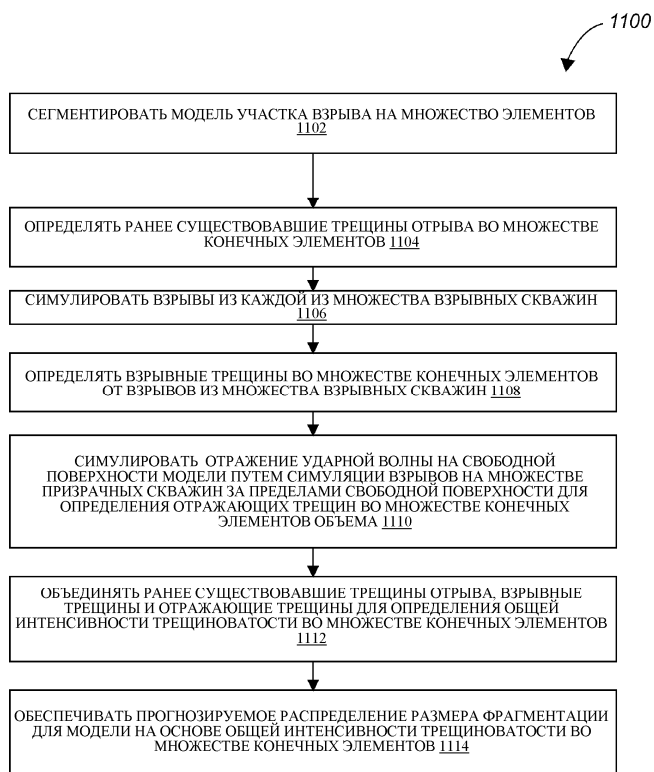 1100
СЕГМЕНТИРОВАТЬ МОДЕЛЬ УЧАСТКА ВЗРЫВА НА МНОЖЕСТВО ЭЛЕМЕНТОВ
1102
ОПРЕДЕЛЯТЬ РАНЕЕ СУЩЕСТВОВАВШИЕ ТРЕЩИНЫ ОТРЫВА ВО МНОЖЕСТВЕ
КОНЕЧНЫХ ЭЛЕМЕНТОВ 1104
СИМУЛИРОВАТЬ ВЗРЫВЫ ИЗ КАЖДОЙ ИЗ МНОЖЕСТВА ВЗРЫВНЫХ СКВАЖИН
1106
ОПРЕДЕЛЯТЬ ВЗРЫВНЫЕ ТРЕЩИНЫ ВО МНОЖЕСТВЕ КОНЕЧНЫХ ЭЛЕМЕНТОВ
ОТ ВЗРЫВОВ ИЗ МНОЖЕСТВА ВЗРЫВНЫХ СКВАЖИН 1108
СИМУЛИРОВАТЬ ОТРАЖЕНИЕ УДАРНОЙ ВОЛНЫ НА СВОБОДНОЙ
ПОВЕРХНОСТИ МОДЕЛИ ПУТЕМ СИМУЛЯЦИИ ВЗРЫВОВ НА МНОЖЕСТВЕ
ПРИЗРАЧНЫХ СКВАЖИН ЗА ПРЕДЕЛАМИ СВОБОДНОЙ ПОВЕРХНОСТИ ДЛЯ
ОПРЕДЕЛЕНИЯ ОТРАЖАЮЩИХ ТРЕЩИН ВО МНОЖЕСТВЕ КОНЕЧНЫХ
ЭЛЕМЕНТОВ ОБЪЕМА 1110
ОБЪЕДИНЯТЬ РАНЕЕ СУЩЕСТВОВАВШИЕ ТРЕЩИНЫ ОТРЫВА, ВЗРЫВНЫЕ
ТРЕЩИНЫ И ОТРАЖАЮЩИЕ ТРЕЩИНЫ ДЛЯ ОПРЕДЕЛЕНИЯ ОБЩЕЙ
ИНТЕНСИВНОСТИ ТРЕЩИНОВАТОСТИ ВО МНОЖЕСТВЕ КОНЕЧНЫХ ЭЛЕМЕНТОВ
1112
ОБЕСПЕЧИВАТЬ ПРОГНОЗИРУЕМОЕ РАСПРЕДЕЛЕНИЕ РАЗМЕРА ФРАГМЕНТАЦИИ
ДЛЯ МОДЕЛИ НА ОСНОВЕ ОБЩЕЙ ИНТЕНСИВНОСТИ ТРЕЩИНОВАТОСТИ ВО
МНОЖЕСТВЕ КОНЕЧНЫХ ЭЛЕМЕНТОВ 1114